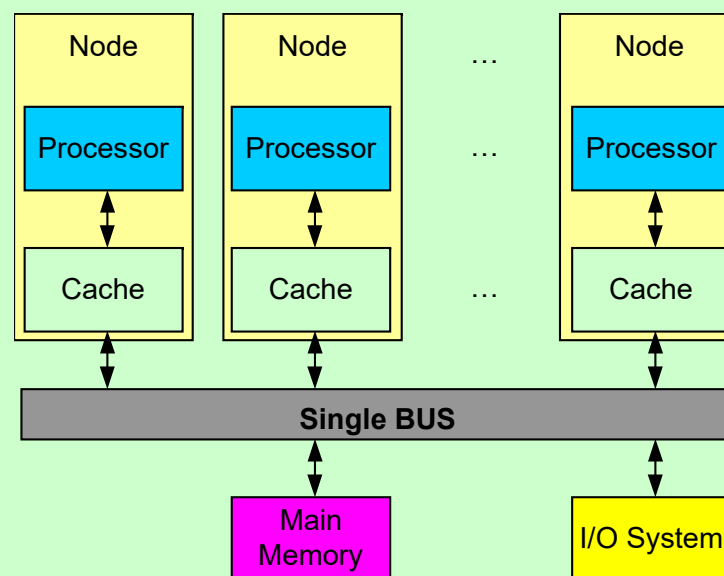 Node Node … Node
Processor Processor … Processor
Cache Cache … Cache
Single BUS
Main
Memory
I/O System